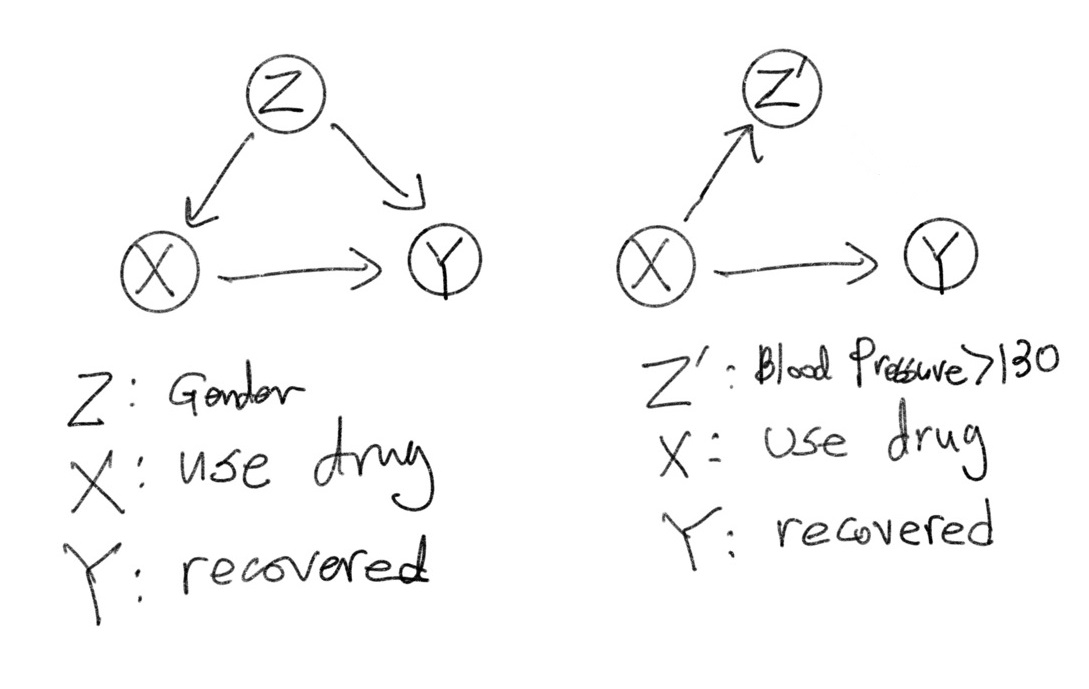 Z
X
Y
Z: Gender
X: use drug
Y: recovered
Z'
X
Y
Z': Blood Pressure>130
X: use drug
Y: recovered